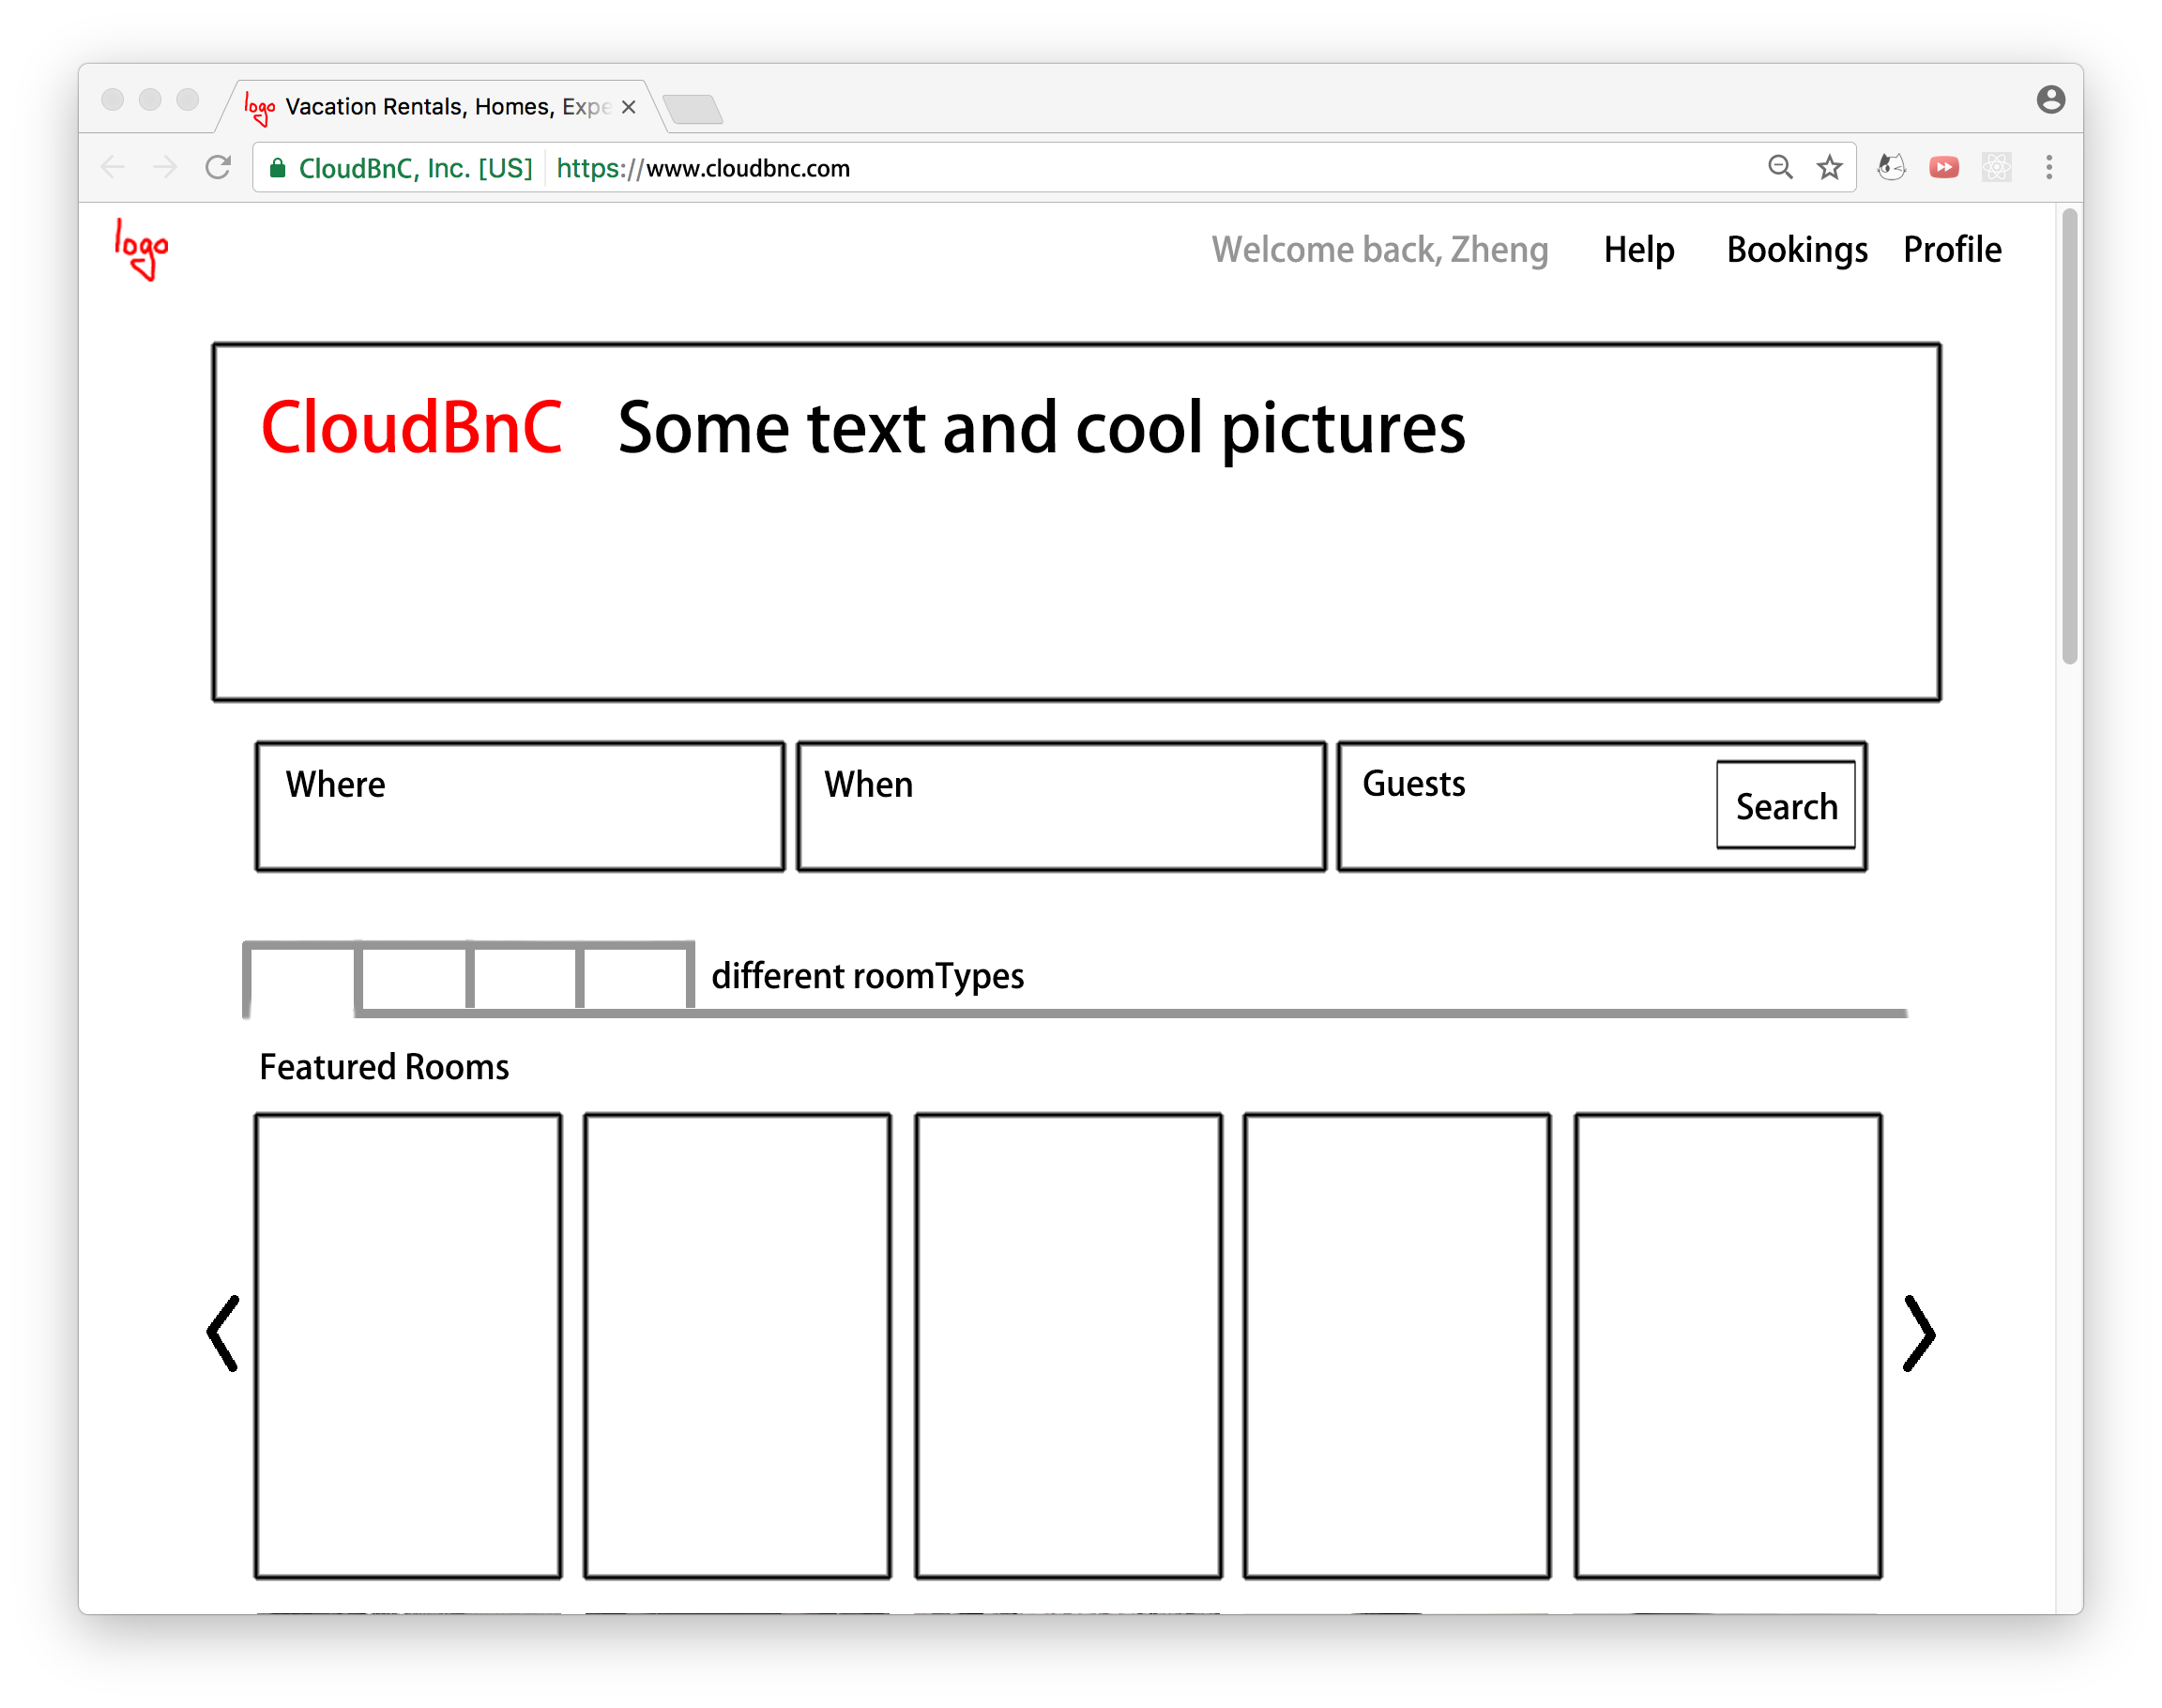 logo Vacation Rentals, Homes, Expe
CloudBnC, Inc. [US] https://www.cloudbnc.com
logo Welcome back, Zheng Help Bookings Profile
CloudBnC Some text and cool pictures
Where When Guests Search
different roomTypes
Featured Rooms